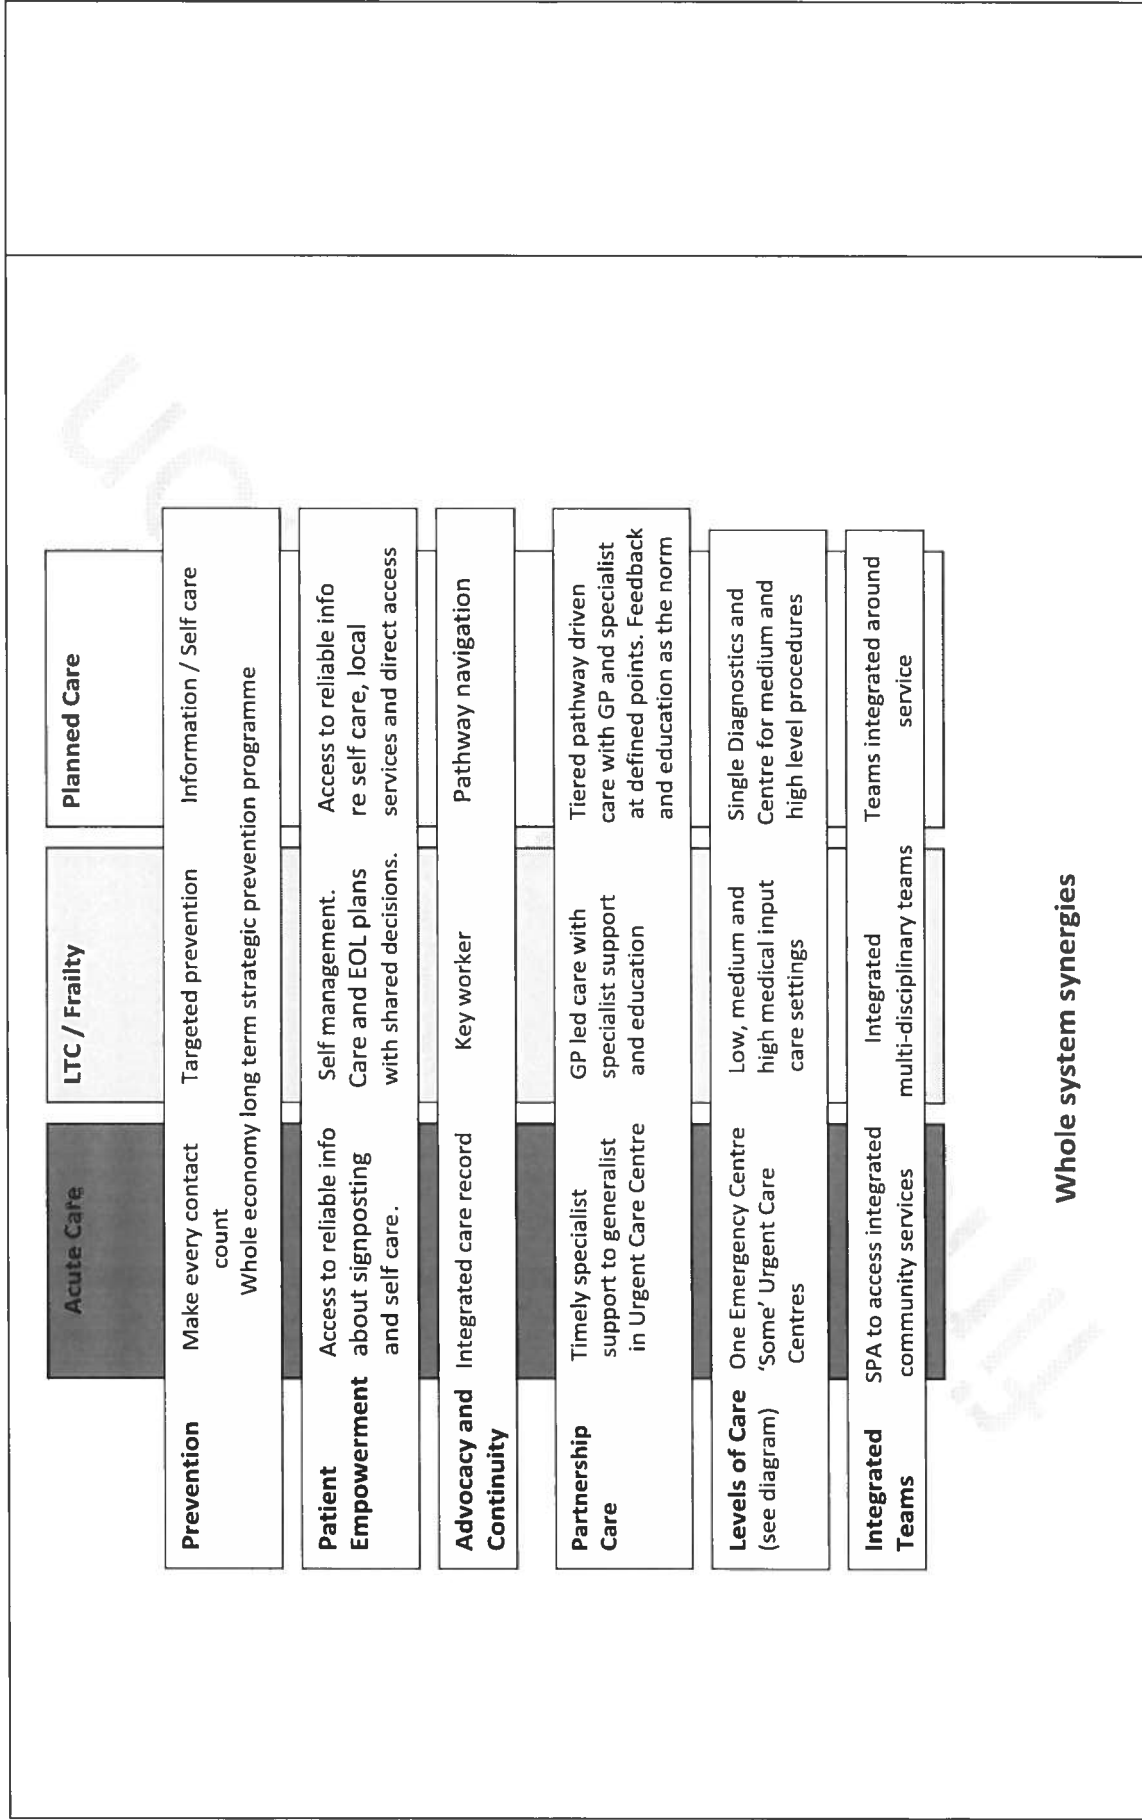 Acute Care
LTC / Frailty
Planned Care
Prevention
Make every contact
count
Targeted prevention
Information / Self care
Whole economy long term strategic prevention programme
Patient
Empowerment
Access to reliable info
about signposting
and self care.
Self management.
Care and EOL plans
with shared decisions.
Access to reliable info
re self care, local
services and direct access
Advocacy and
Continuity
Integrated care record
Key worker
Pathway navigation
Partnership
Care
Timely specialist
support to generalist
in Urgent Care Centre
GP led care with
specialist support
and education
Tiered pathway driven
care with GP and specialist
at defined points. Feedback
and education as the norm
Levels of Care
(see diagram)
One Emergency Centre
‘Some’ Urgent Care
Centres
Low, medium and
high medical input
care settings
Single Diagnostics and
Centre for medium and
high level procedures
Integrated
Teams
SPA to access integrated
community services
Integrated
multi-disciplinary teams
Teams integrated around
service
Whole system synergies